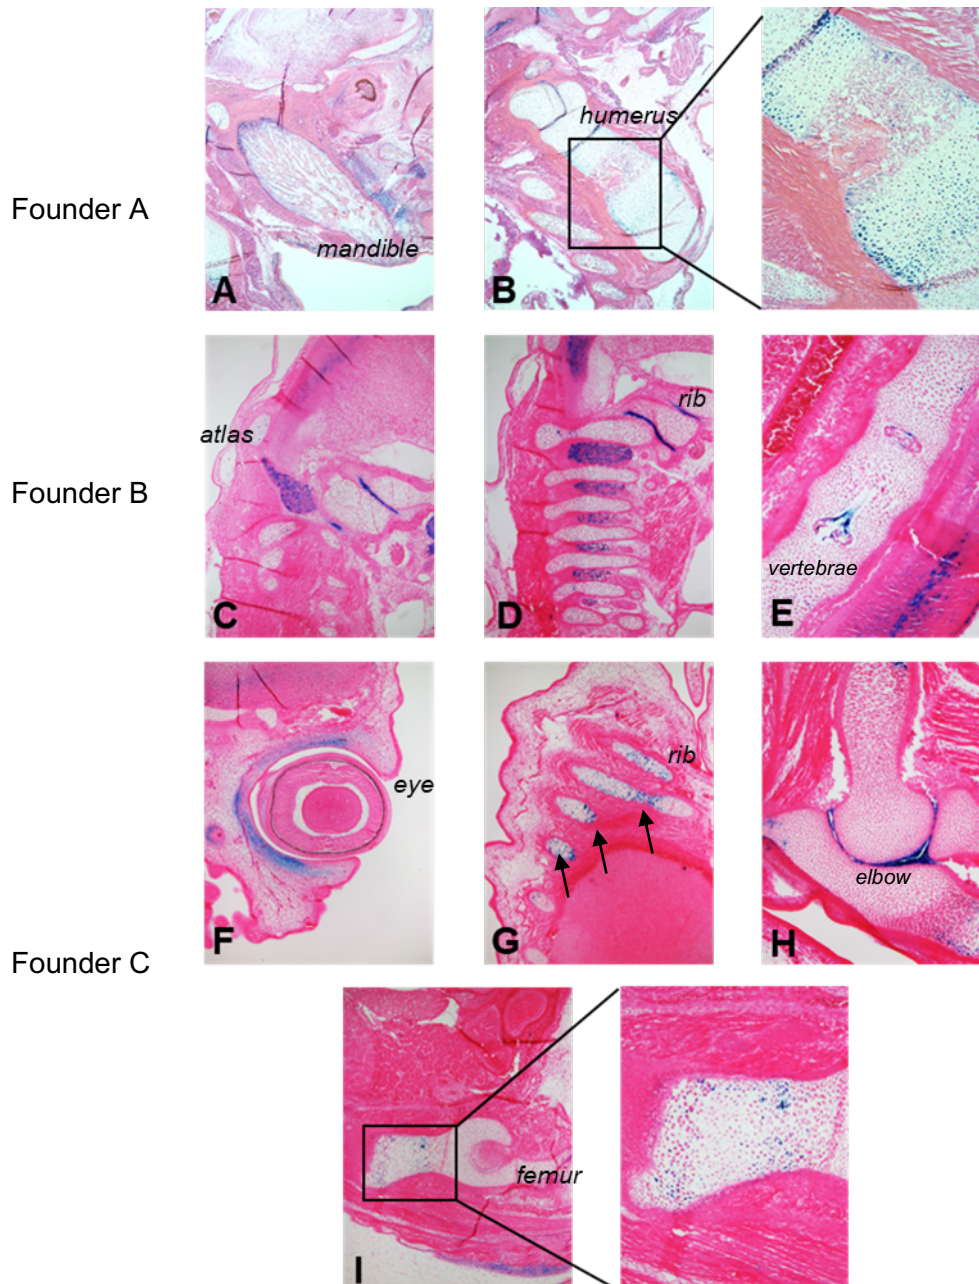 Founder A
mandible
A
humerus
B
Founder B
atlas
C
rib
D
vertebrae
E
Founder C
eye
F
rib
G
elbow
H
femur
I